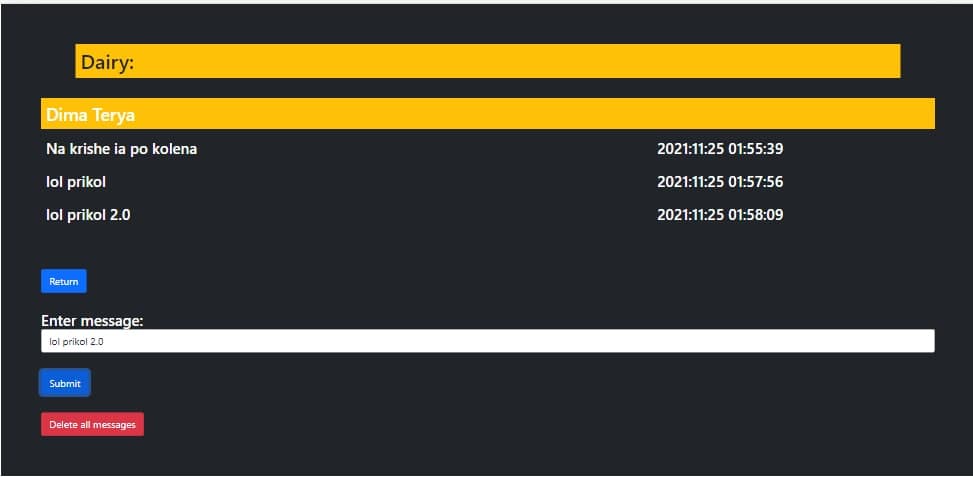 Dairy:
Dima Terya
Na krishe ia po kolena 2021:11:25 01:55:39
lol prikol 2021:11:25 01:57:56
lol prikol 2.0 2021:11:25 01:58:09
Return
Enter message:
lol prikol 2.0
Submit
Delete all messages